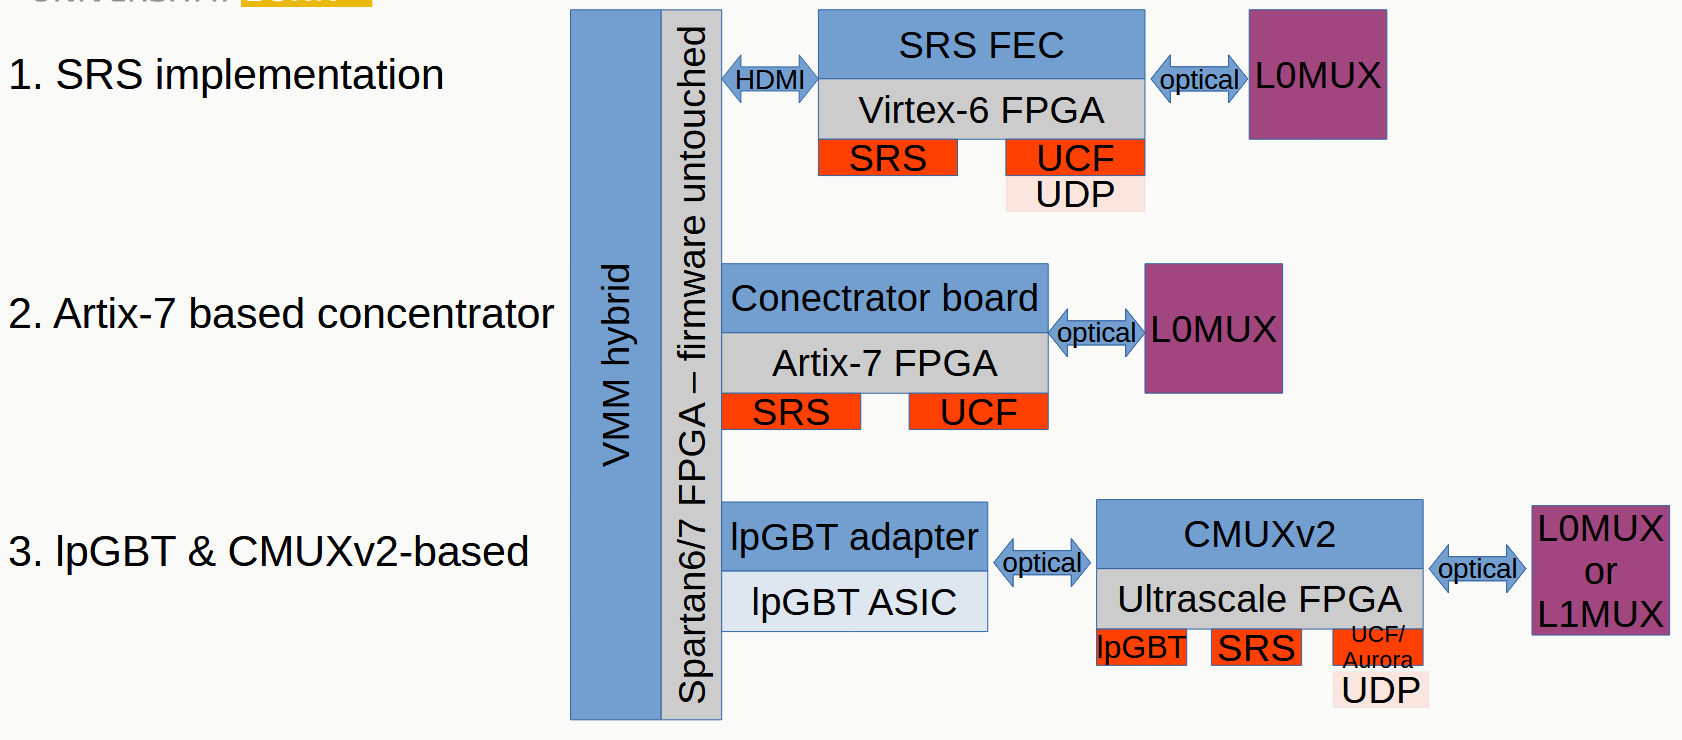 1. SRS implementation
2. Artix-7 based concentrator
3. lpGBT & CMUXv2-based
VMM hybrid
Spartan6/7 FPGA – firmware untouched
HDMI
SRS FEC
Virtex-6 FPGA
SRS
UCF
UDP
optical
L0MUX
Conectrator board
Artix-7 FPGA
SRS
UCF
optical
L0MUX
lpGBT adapter
lpGBT ASIC
optical
CMUXv2
Ultrascale FPGA
lpGBT
SRS
UCF/
Aurora
UDP
optical
L0MUX
or
L1MUX